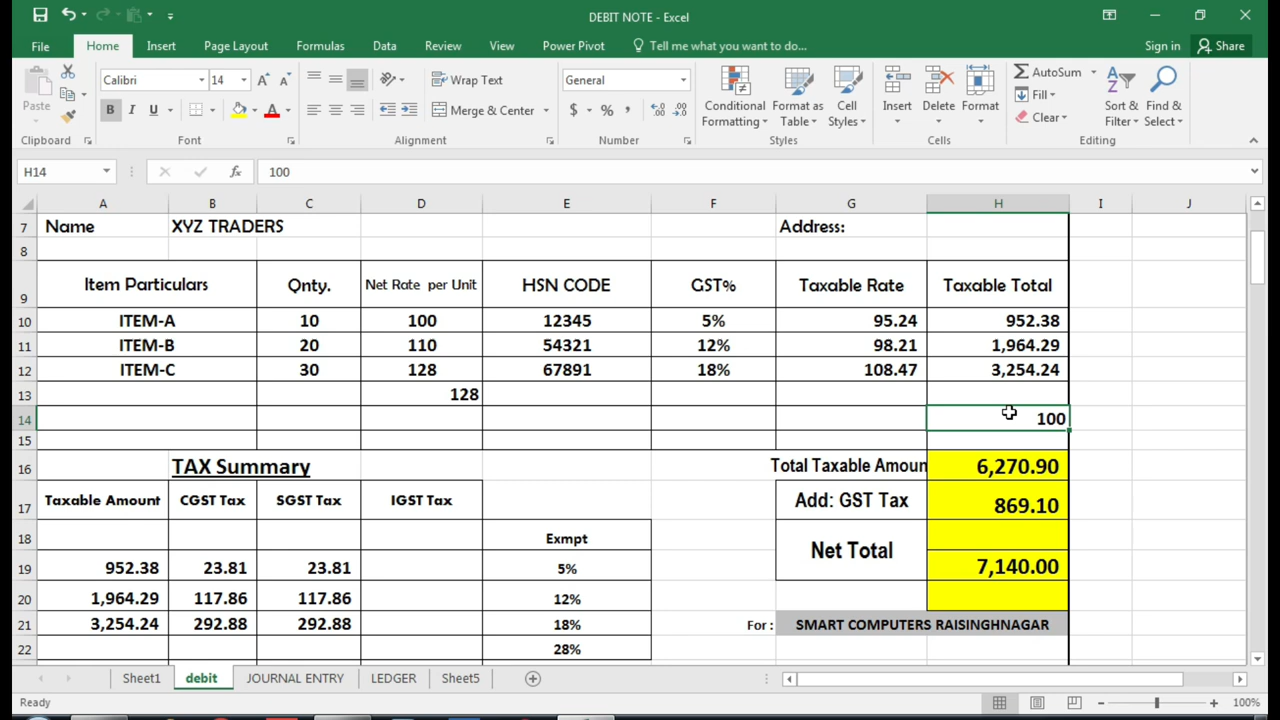 DEBIT NOTE - Excel
File Home Insert Page Layout Formulas Data Review View Power Pivot Tell me what you want to do... Sign in Share
Calibri 14 Wrap Text General AutoSum
Fill
Paste B I U Merge & Center $ % Conditional Formatting Format as Table Cell Styles Insert Delete Format Clear Sort & Filter Find & Select
Clipboard Font Alignment Number Styles Cells Editing
H14 fx 100
A B C D E F G H I J
7 Name XYZ TRADERS Address:
8
9 Item Particulars Qnty. Net Rate per Unit HSN CODE GST% Taxable Rate Taxable Total
10 ITEM-A 10 100 12345 5% 95.24 952.38
11 ITEM-B 20 110 54321 12% 98.21 1,964.29
12 ITEM-C 30 128 67891 18% 108.47 3,254.24
13 128
14 100
15
16 TAX Summary Total Taxable Amoun 6,270.90
17 Taxable Amount CGST Tax SGST Tax IGST Tax Add: GST Tax 869.10
18 Exmpt Net Total
19 952.38 23.81 23.81 5% 7,140.00
20 1,964.29 117.86 117.86 12%
21 3,254.24 292.88 292.88 18% For : SMART COMPUTERS RAISINGHNAGAR
22 28%
Sheet1 debit JOURNAL ENTRY LEDGER Sheet5
Ready 100%